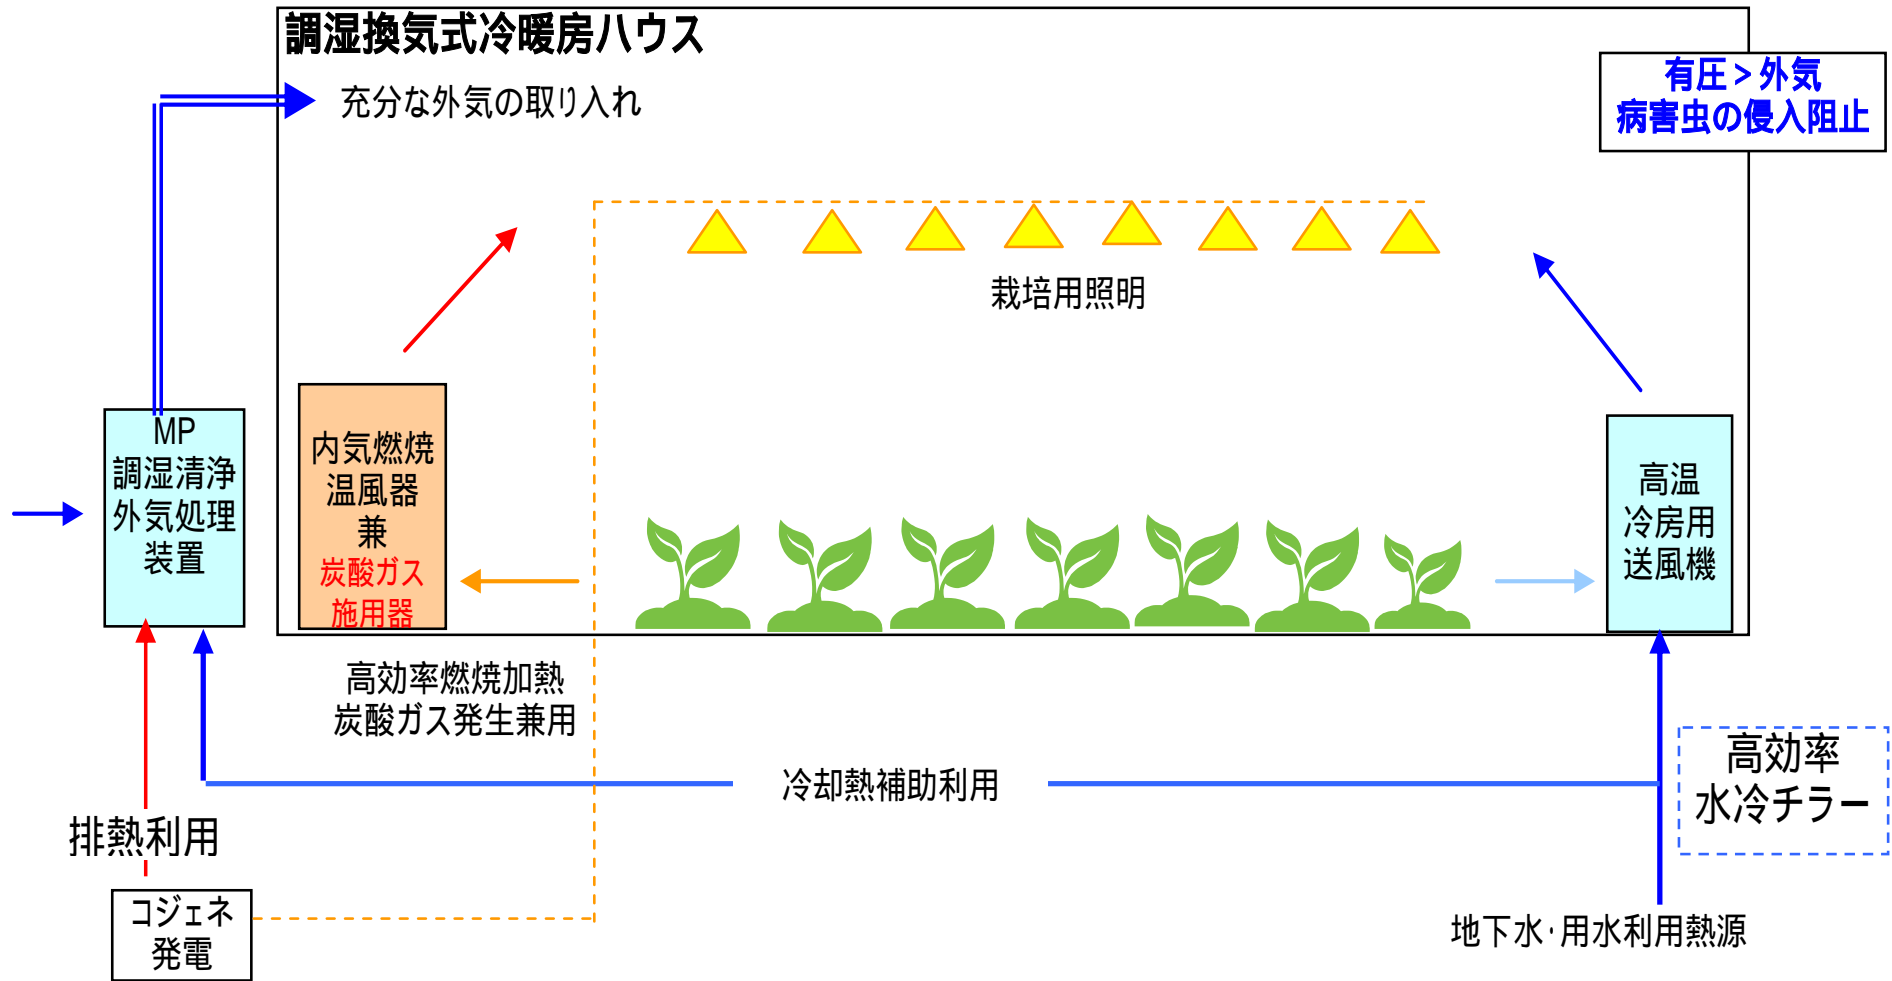 調湿換気式冷暖房ハウス
充分な外気の取り入れ
有圧 > 外気
病害虫の侵入阻止
栽培用照明
MP
調湿清浄
外気処理
装置
内気燃焼
温風器
兼
炭酸ガス
施用器
高温
冷房用
送風機
高効率燃焼加熱
炭酸ガス発生兼用
冷却熱補助利用
高効率
水冷チラー
排熱利用
コジェネ
発電
地下水・用水利用熱源